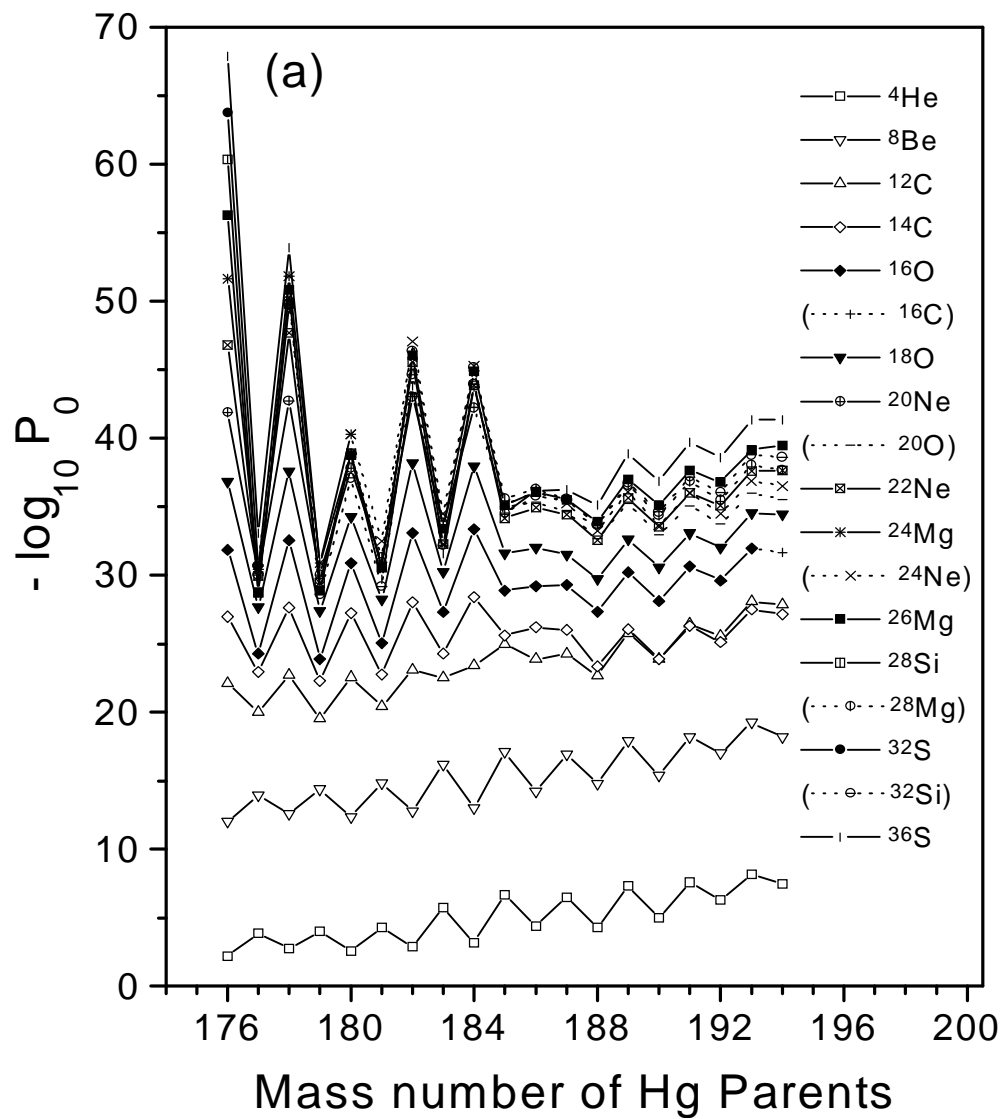 (a)
70
60
50
40
30
20
10
0
- log₁₀ P₀
176 180 184 188 192 196 200
Mass number of Hg Parents
⁴He
⁸Be
¹²C
¹⁴C
¹⁶O
( ¹⁶C)
¹⁸O
²⁰Ne
( ²⁰O)
²²Ne
²⁴Mg
( ²⁴Ne)
²⁶Mg
²⁸Si
( ²⁸Mg)
³²S
( ³²Si)
³⁶S